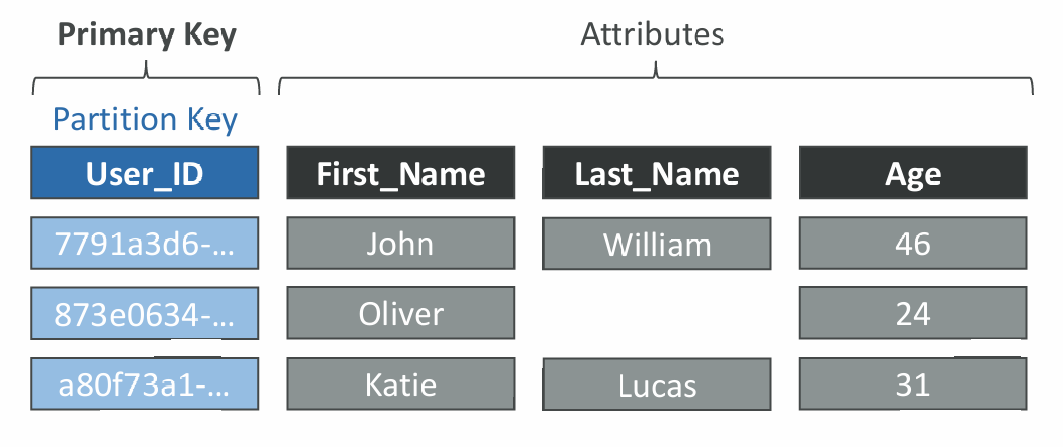 Primary Key Attributes
Partition Key
User_ID First_Name Last_Name Age
7791a3d6-... John William 46
873e0634-... Oliver 24
a80f73a1-... Katie Lucas 31